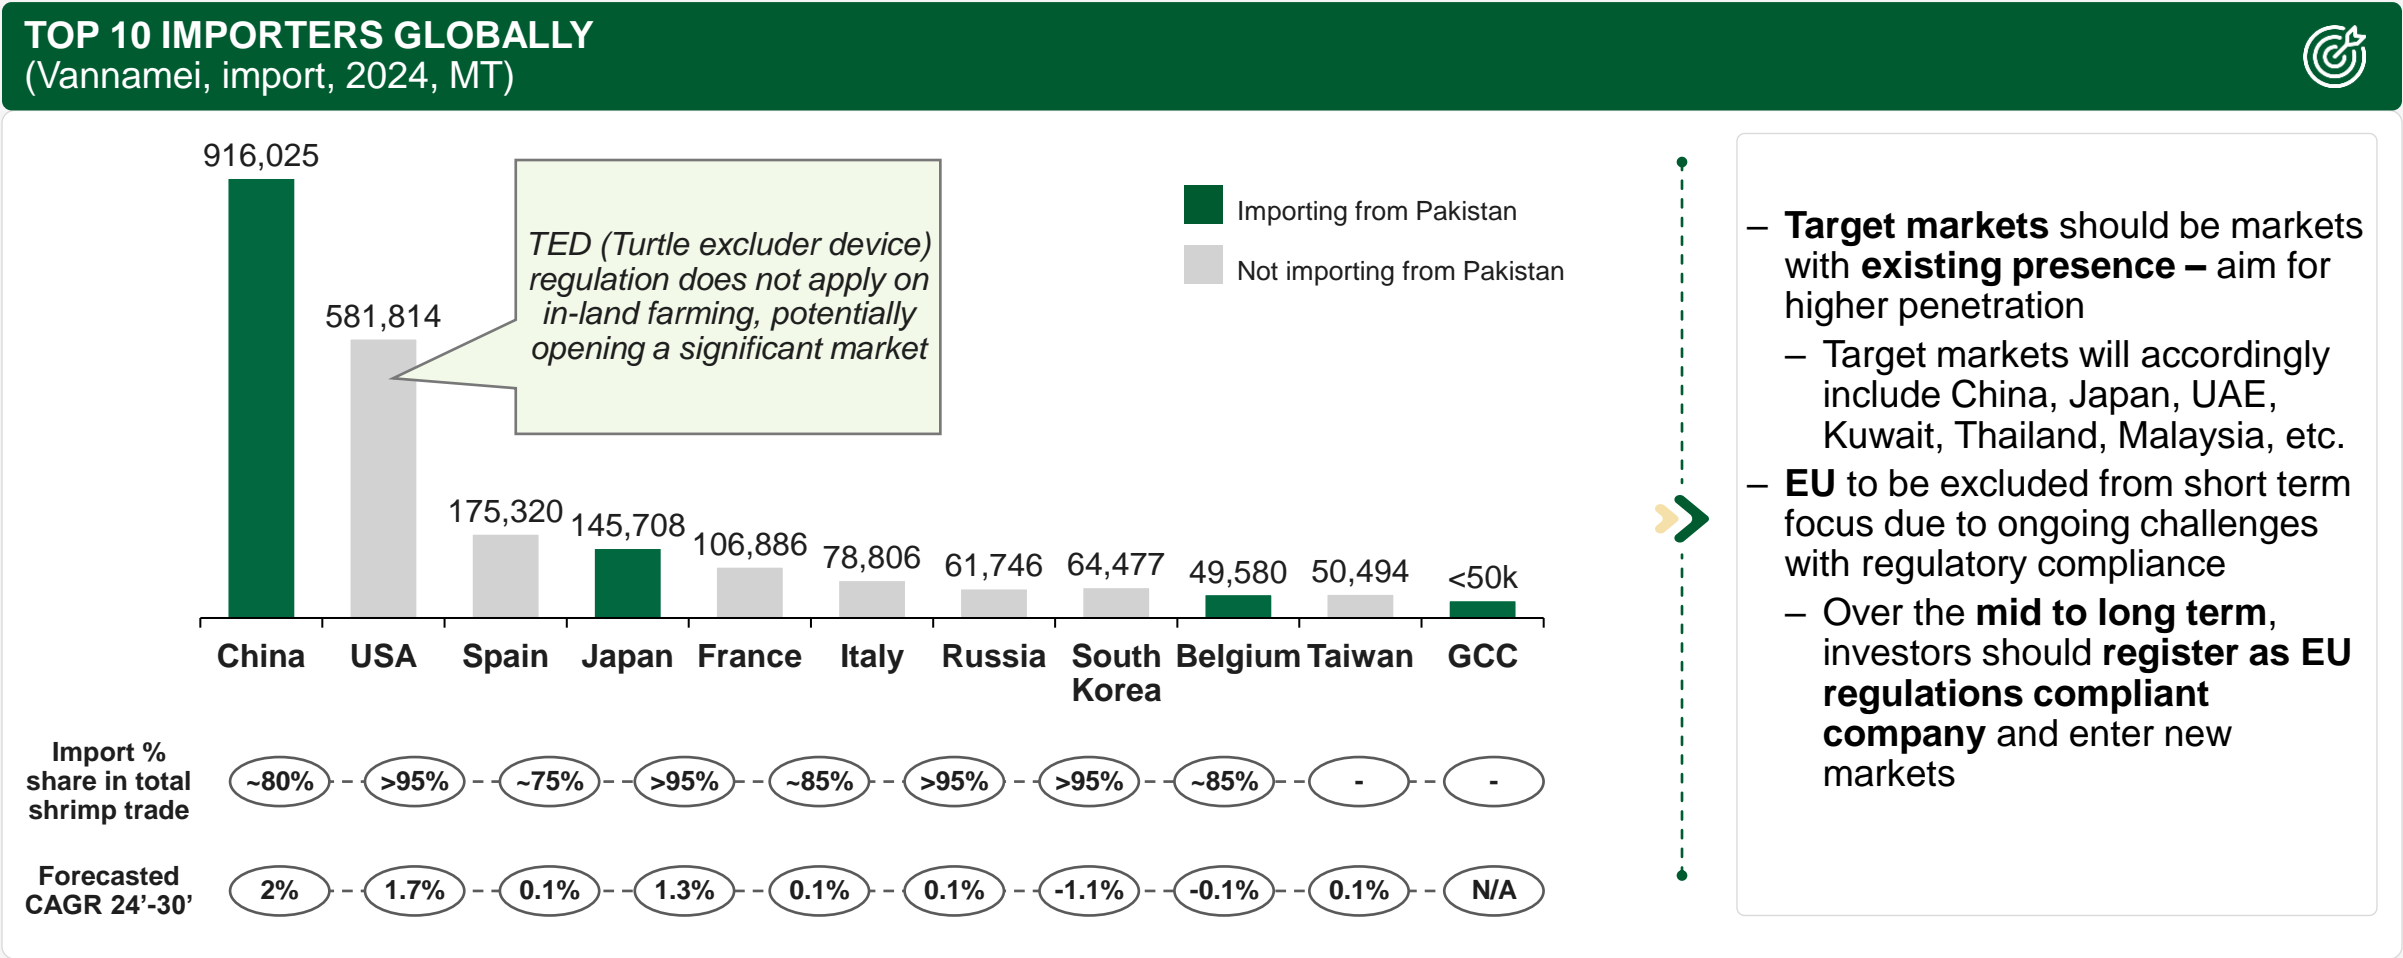 TOP 10 IMPORTERS GLOBALLY
(Vannamei, import, 2024, MT)
916,025
581,814
175,320
145,708
106,886
78,806
61,746
64,477
49,580
50,494
<50k
TED (Turtle excluder device)
regulation does not apply on
in-land farming, potentially
opening a significant market
Importing from Pakistan
Not importing from Pakistan
China
USA
Spain
Japan
France
Italy
Russia
South
Korea
Belgium
Taiwan
GCC
Import %
share in total
shrimp trade
~80%
>95%
~75%
>95%
~85%
>95%
>95%
~85%
-
-
Forecasted
CAGR 24’-30’
2%
1.7%
0.1%
1.3%
0.1%
0.1%
-1.1%
-0.1%
0.1%
N/A
– Target markets should be markets
with existing presence – aim for
higher penetration
– Target markets will accordingly
include China, Japan, UAE,
Kuwait, Thailand, Malaysia, etc.
– EU to be excluded from short term
focus due to ongoing challenges
with regulatory compliance
– Over the mid to long term,
investors should register as EU
regulations compliant
company and enter new
markets